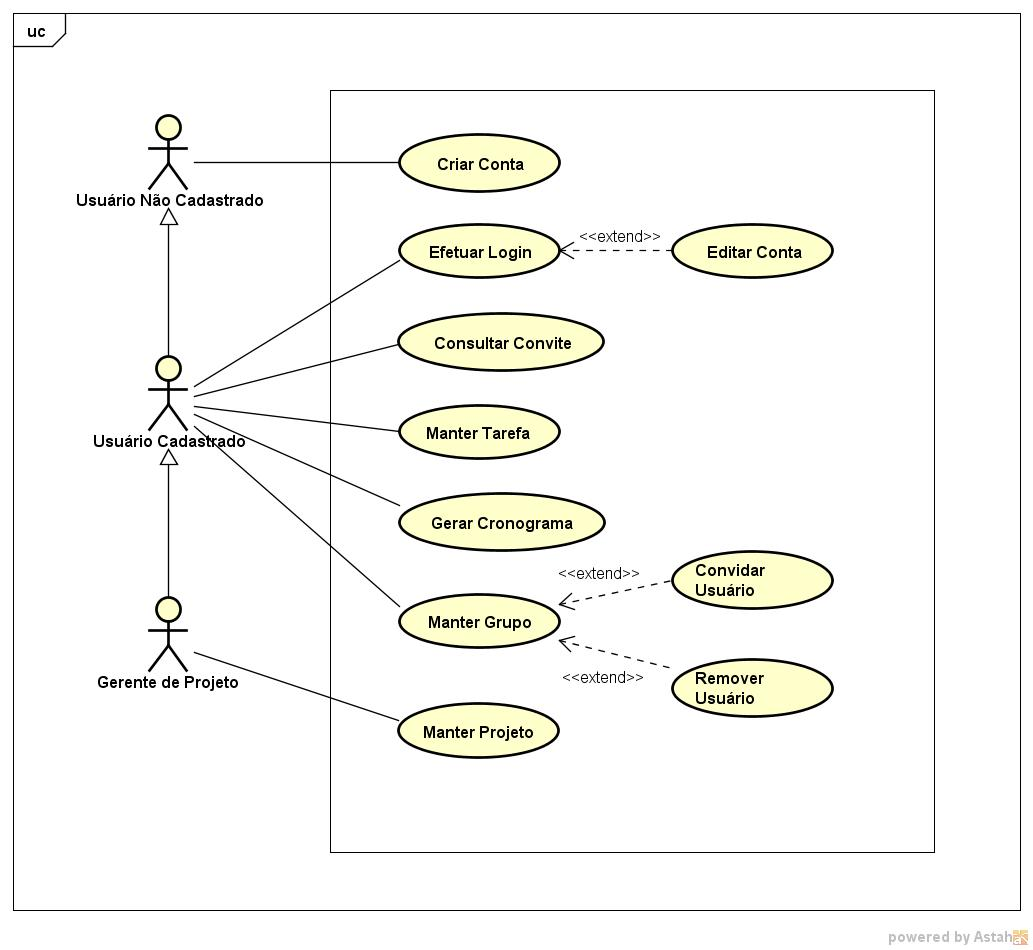 uc
Usuário Não Cadastrado
Criar Conta
Efetuar Login
<<extend>>
Editar Conta
Consultar Convite
Usuário Cadastrado
Manter Tarefa
Gerar Cronograma
<<extend>>
Convidar
Usuário
Manter Grupo
<<extend>>
Remover
Usuário
Gerente de Projeto
Manter Projeto
powered by Astah